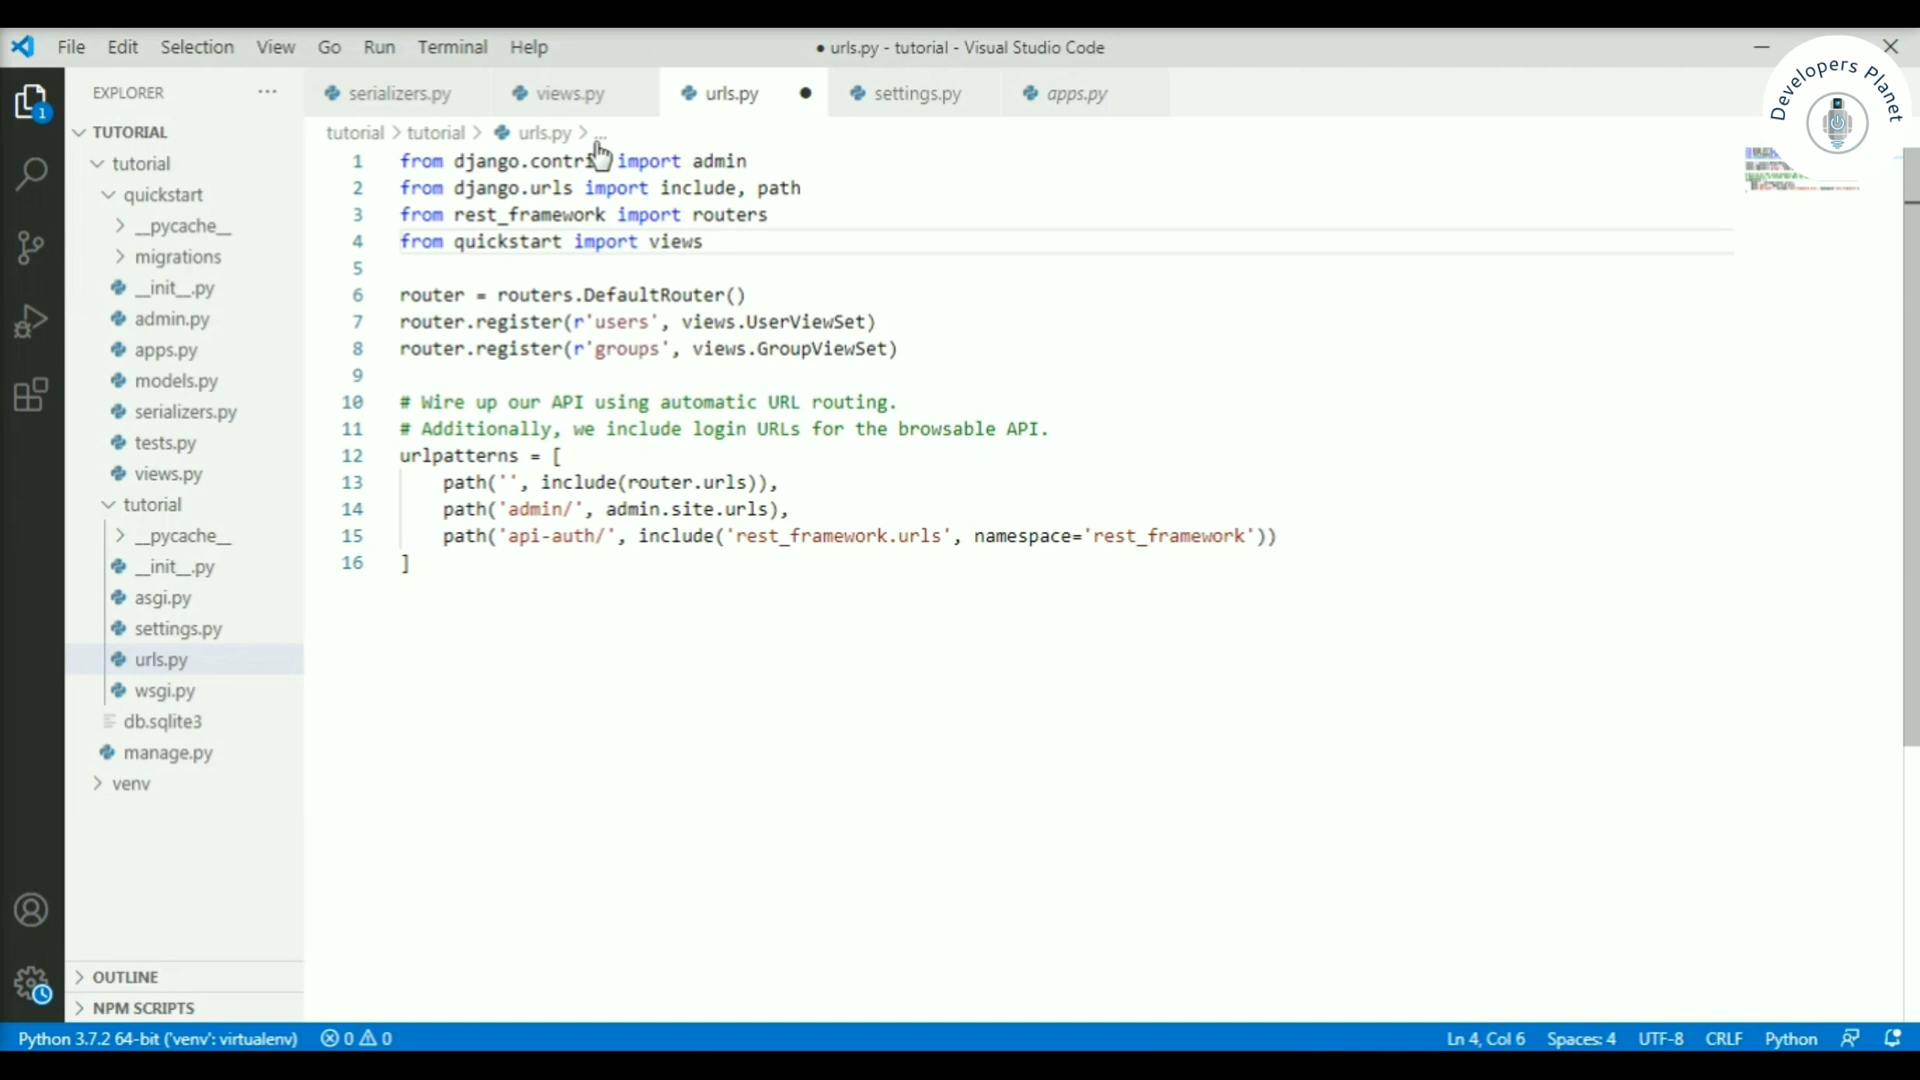 File Edit Selection View Go Run Terminal Help
● urls.py - tutorial - Visual Studio Code
Developers Planet
EXPLORER ...
1
serializers.py views.py urls.py ● settings.py apps.py
TUTORIAL
tutorial
quickstart
__pycache__
migrations
__init__.py
admin.py
apps.py
models.py
serializers.py
tests.py
views.py
tutorial
__pycache__
__init__.py
asgi.py
settings.py
urls.py
wsgi.py
db.sqlite3
manage.py
venv
OUTLINE
NPM SCRIPTS
tutorial > tutorial > urls.py > ...
1 from django.contri import admin
2 from django.urls import include, path
3 from rest_framework import routers
4 from quickstart import views
5
6 router = routers.DefaultRouter()
7 router.register(r'users', views.UserViewSet)
8 router.register(r'groups', views.GroupViewSet)
9
10 # Wire up our API using automatic URL routing.
11 # Additionally, we include login URLs for the browsable API.
12 urlpatterns = [
13 path('', include(router.urls)),
14 path('admin/', admin.site.urls),
15 path('api-auth/', include('rest_framework.urls', namespace='rest_framework'))
16 ]
Python 3.7.2 64-bit ('venv': virtualenv) 0 0 Ln 4, Col 6 Spaces: 4 UTF-8 CRLF Python